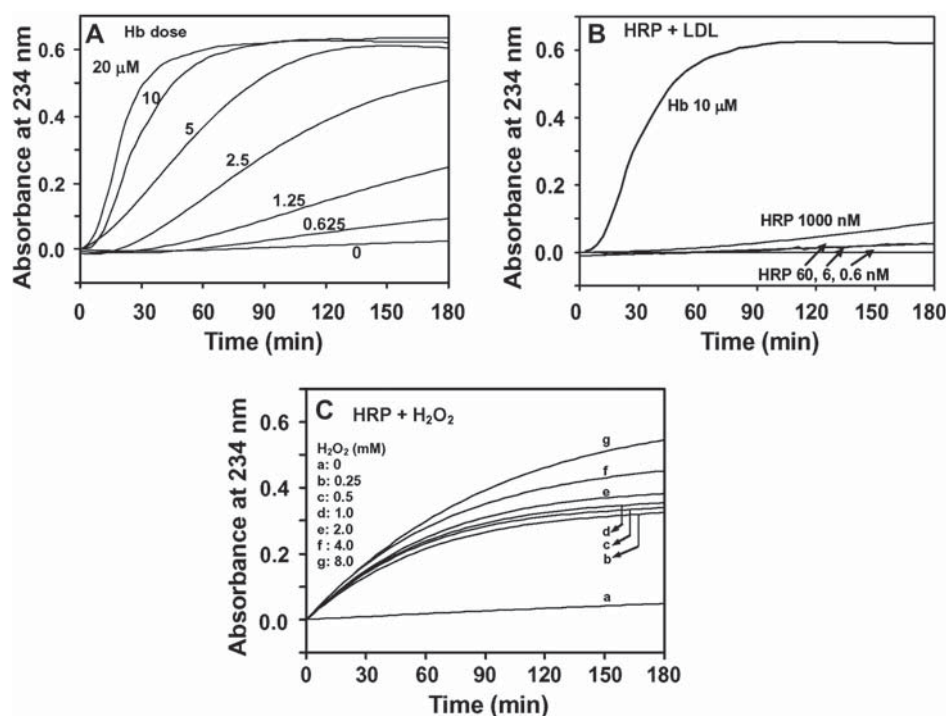 A
Hb dose
20 µM
10
5
2.5
1.25
0.625
0
0.6
0.4
0.2
0.0
Absorbance at 234 nm
0 30 60 90 120 150 180
Time (min)
B
HRP + LDL
Hb 10 µM
HRP 1000 nM
HRP 60, 6, 0.6 nM
0.6
0.4
0.2
0.0
Absorbance at 234 nm
0 30 60 90 120 150 180
Time (min)
C
HRP + H₂O₂
H₂O₂ (mM)
a: 0
b: 0.25
c: 0.5
d: 1.0
e: 2.0
f: 4.0
g: 8.0
g
f
e
d
c
b
a
0.6
0.4
0.2
0.0
Absorbance at 234 nm
0 30 60 90 120 150 180
Time (min)